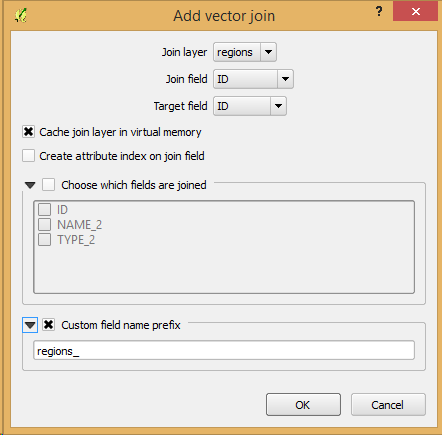 Add vector join
?
Join layer regions
Join field ID
Target field ID
Cache join layer in virtual memory
Create attribute index on join field
Choose which fields are joined
ID
NAME_2
TYPE_2
Custom field name prefix
regions_
OK Cancel